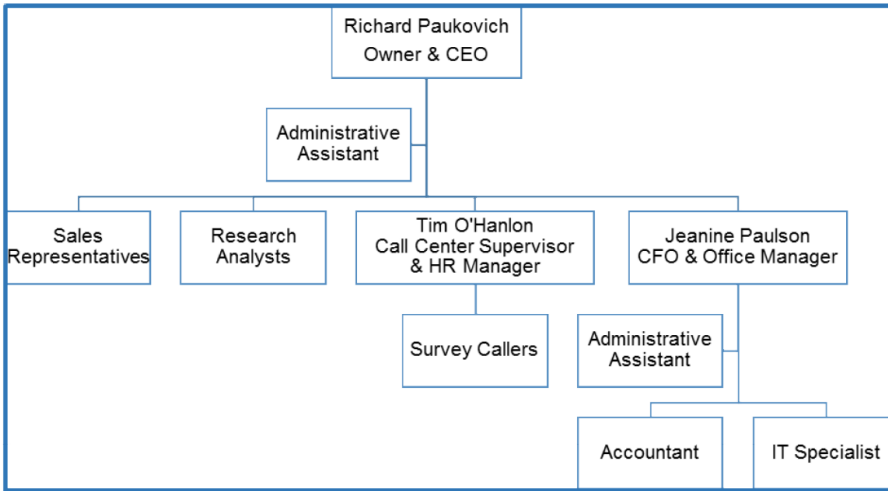 Richard Paukovich
Owner & CEO
Administrative
Assistant
Sales
Representatives
Research
Analysts
Tim O'Hanlon
Call Center Supervisor
& HR Manager
Jeanine Paulson
CFO & Office Manager
Survey Callers
Administrative
Assistant
Accountant
IT Specialist